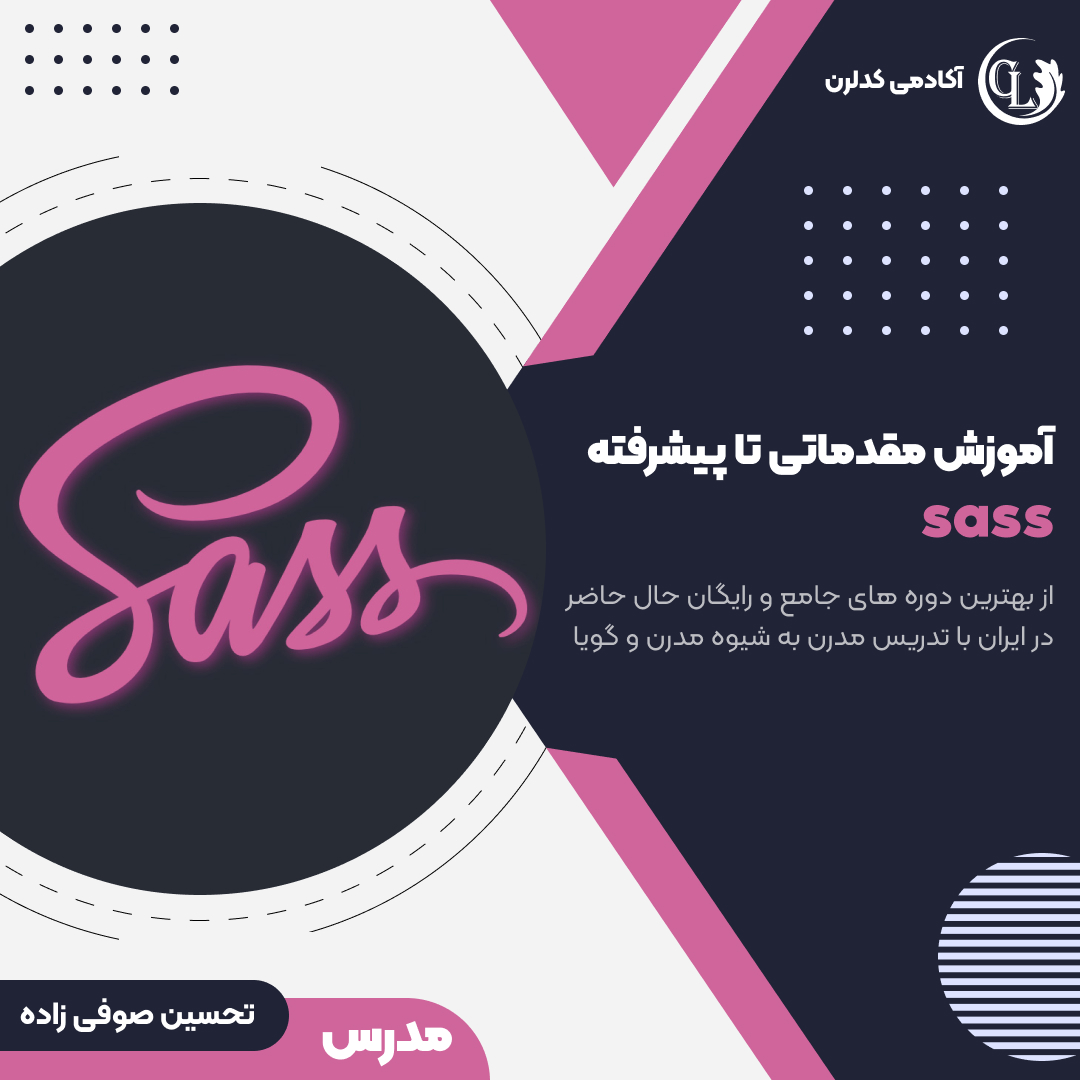 آکادمی کدلرن
CL
آموزش مقدماتی تا پیشرفته
sass
از بهترین دوره های جامع و رایگان حال حاضر
در ایران با تدریس مدرن به شیوه مدرن و گویا
Sass
مدرس
تحسین صوفی زاده